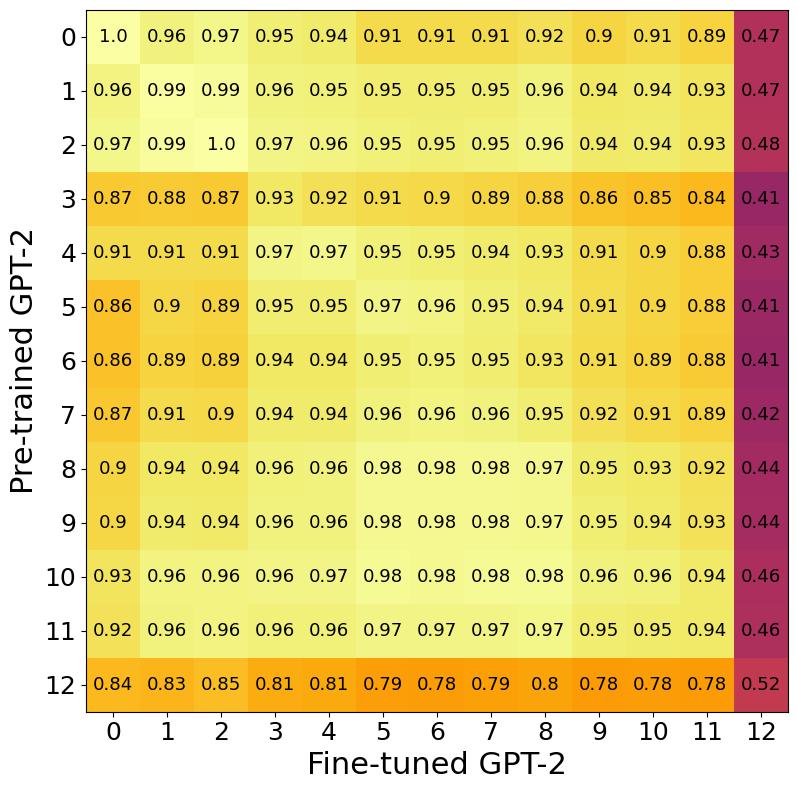 Pre-trained GPT-2
0 1.0 0.96 0.97 0.95 0.94 0.91 0.91 0.91 0.92 0.9 0.91 0.89 0.47
1 0.96 0.99 0.99 0.96 0.95 0.95 0.95 0.95 0.96 0.94 0.94 0.93 0.47
2 0.97 0.99 1.0 0.97 0.96 0.95 0.95 0.95 0.96 0.94 0.94 0.93 0.48
3 0.87 0.88 0.87 0.93 0.92 0.91 0.9 0.89 0.88 0.86 0.85 0.84 0.41
4 0.91 0.91 0.91 0.97 0.97 0.95 0.95 0.94 0.93 0.91 0.9 0.88 0.43
5 0.86 0.9 0.89 0.95 0.95 0.97 0.96 0.95 0.94 0.91 0.9 0.88 0.41
6 0.86 0.89 0.89 0.94 0.94 0.95 0.95 0.95 0.93 0.91 0.89 0.88 0.41
7 0.87 0.91 0.9 0.94 0.94 0.96 0.96 0.96 0.95 0.92 0.91 0.89 0.42
8 0.9 0.94 0.94 0.96 0.96 0.98 0.98 0.98 0.97 0.95 0.93 0.92 0.44
9 0.9 0.94 0.94 0.96 0.96 0.98 0.98 0.98 0.97 0.95 0.94 0.93 0.44
10 0.93 0.96 0.96 0.96 0.97 0.98 0.98 0.98 0.98 0.96 0.96 0.94 0.46
11 0.92 0.96 0.96 0.96 0.96 0.97 0.97 0.97 0.97 0.95 0.95 0.94 0.46
12 0.84 0.83 0.85 0.81 0.81 0.79 0.78 0.79 0.8 0.78 0.78 0.78 0.52
0 1 2 3 4 5 6 7 8 9 10 11 12
Fine-tuned GPT-2